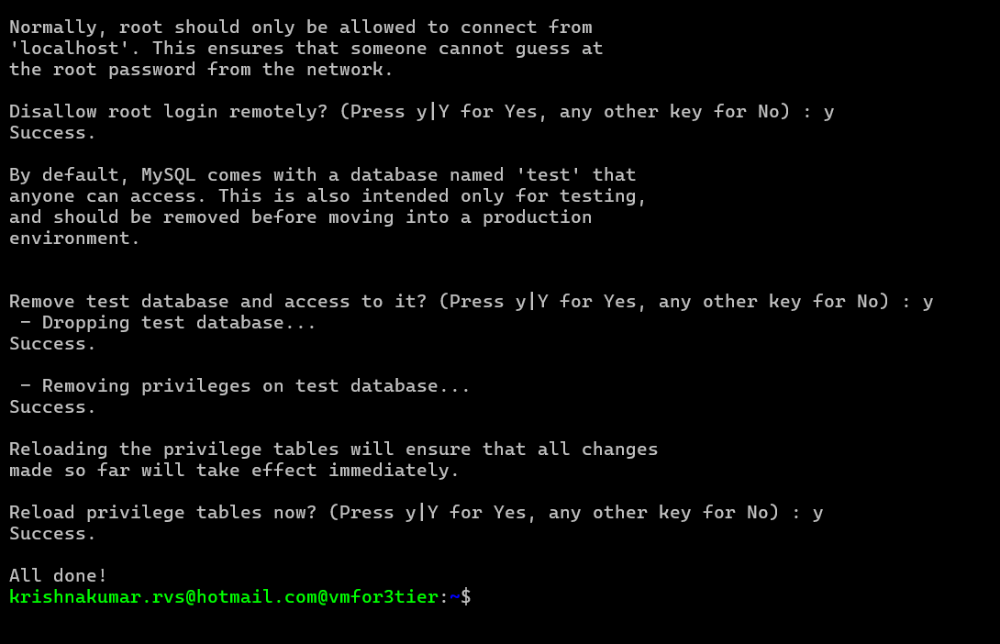 Normally, root should only be allowed to connect from
'localhost'. This ensures that someone cannot guess at
the root password from the network.
Disallow root login remotely? (Press y|Y for Yes, any other key for No) : y
Success.
By default, MySQL comes with a database named 'test' that
anyone can access. This is also intended only for testing,
and should be removed before moving into a production
environment.
Remove test database and access to it? (Press y|Y for Yes, any other key for No) : y
 - Dropping test database...
Success.
 - Removing privileges on test database...
Success.
Reloading the privilege tables will ensure that all changes
made so far will take effect immediately.
Reload privilege tables now? (Press y|Y for Yes, any other key for No) : y
Success.
All done!
krishnakumar.rvs@hotmail.com@vmfor3tier:~$